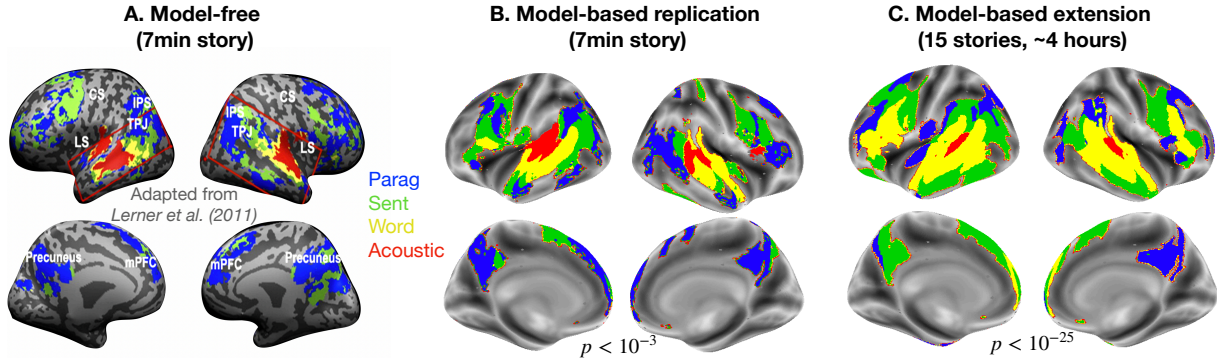 A. Model-free
(7min story)
B. Model-based replication
(7min story)
C. Model-based extension
(15 stories, ~4 hours)
CS
IPS
TPJ
LS
CS
IPS
TPJ
LS
Adapted from
Lerner et al. (2011)
Parag
Sent
Word
Acoustic
Precuneus
mPFC
mPFC
Precuneus
p < 10⁻³
p < 10⁻²⁵